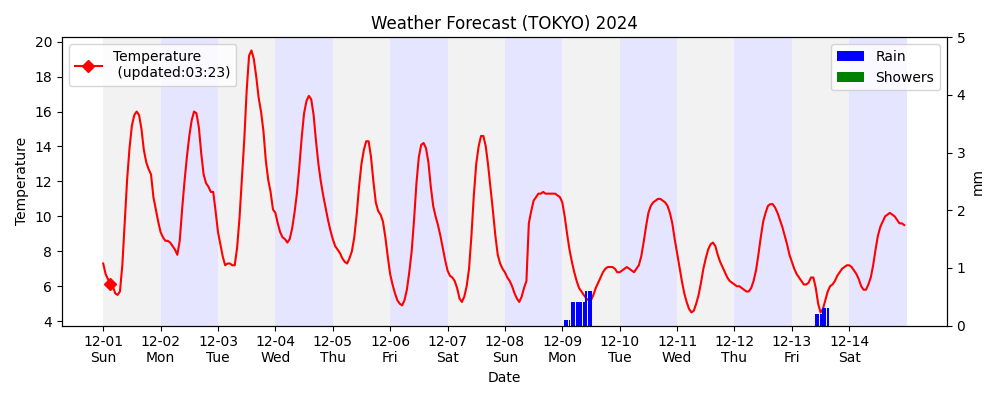 Weather Forecast (TOKYO) 2024
Temperature
(updated:03:23)
Rain
Showers
Temperature
20
18
16
14
12
10
8
6
4
5
4
3
2
1
0
mm
12-01 12-02 12-03 12-04 12-05 12-06 12-07 12-08 12-09 12-10 12-11 12-12 12-13 12-14
Sun Mon Tue Wed Thu Fri Sat Sun Mon Tue Wed Thu Fri Sat
Date